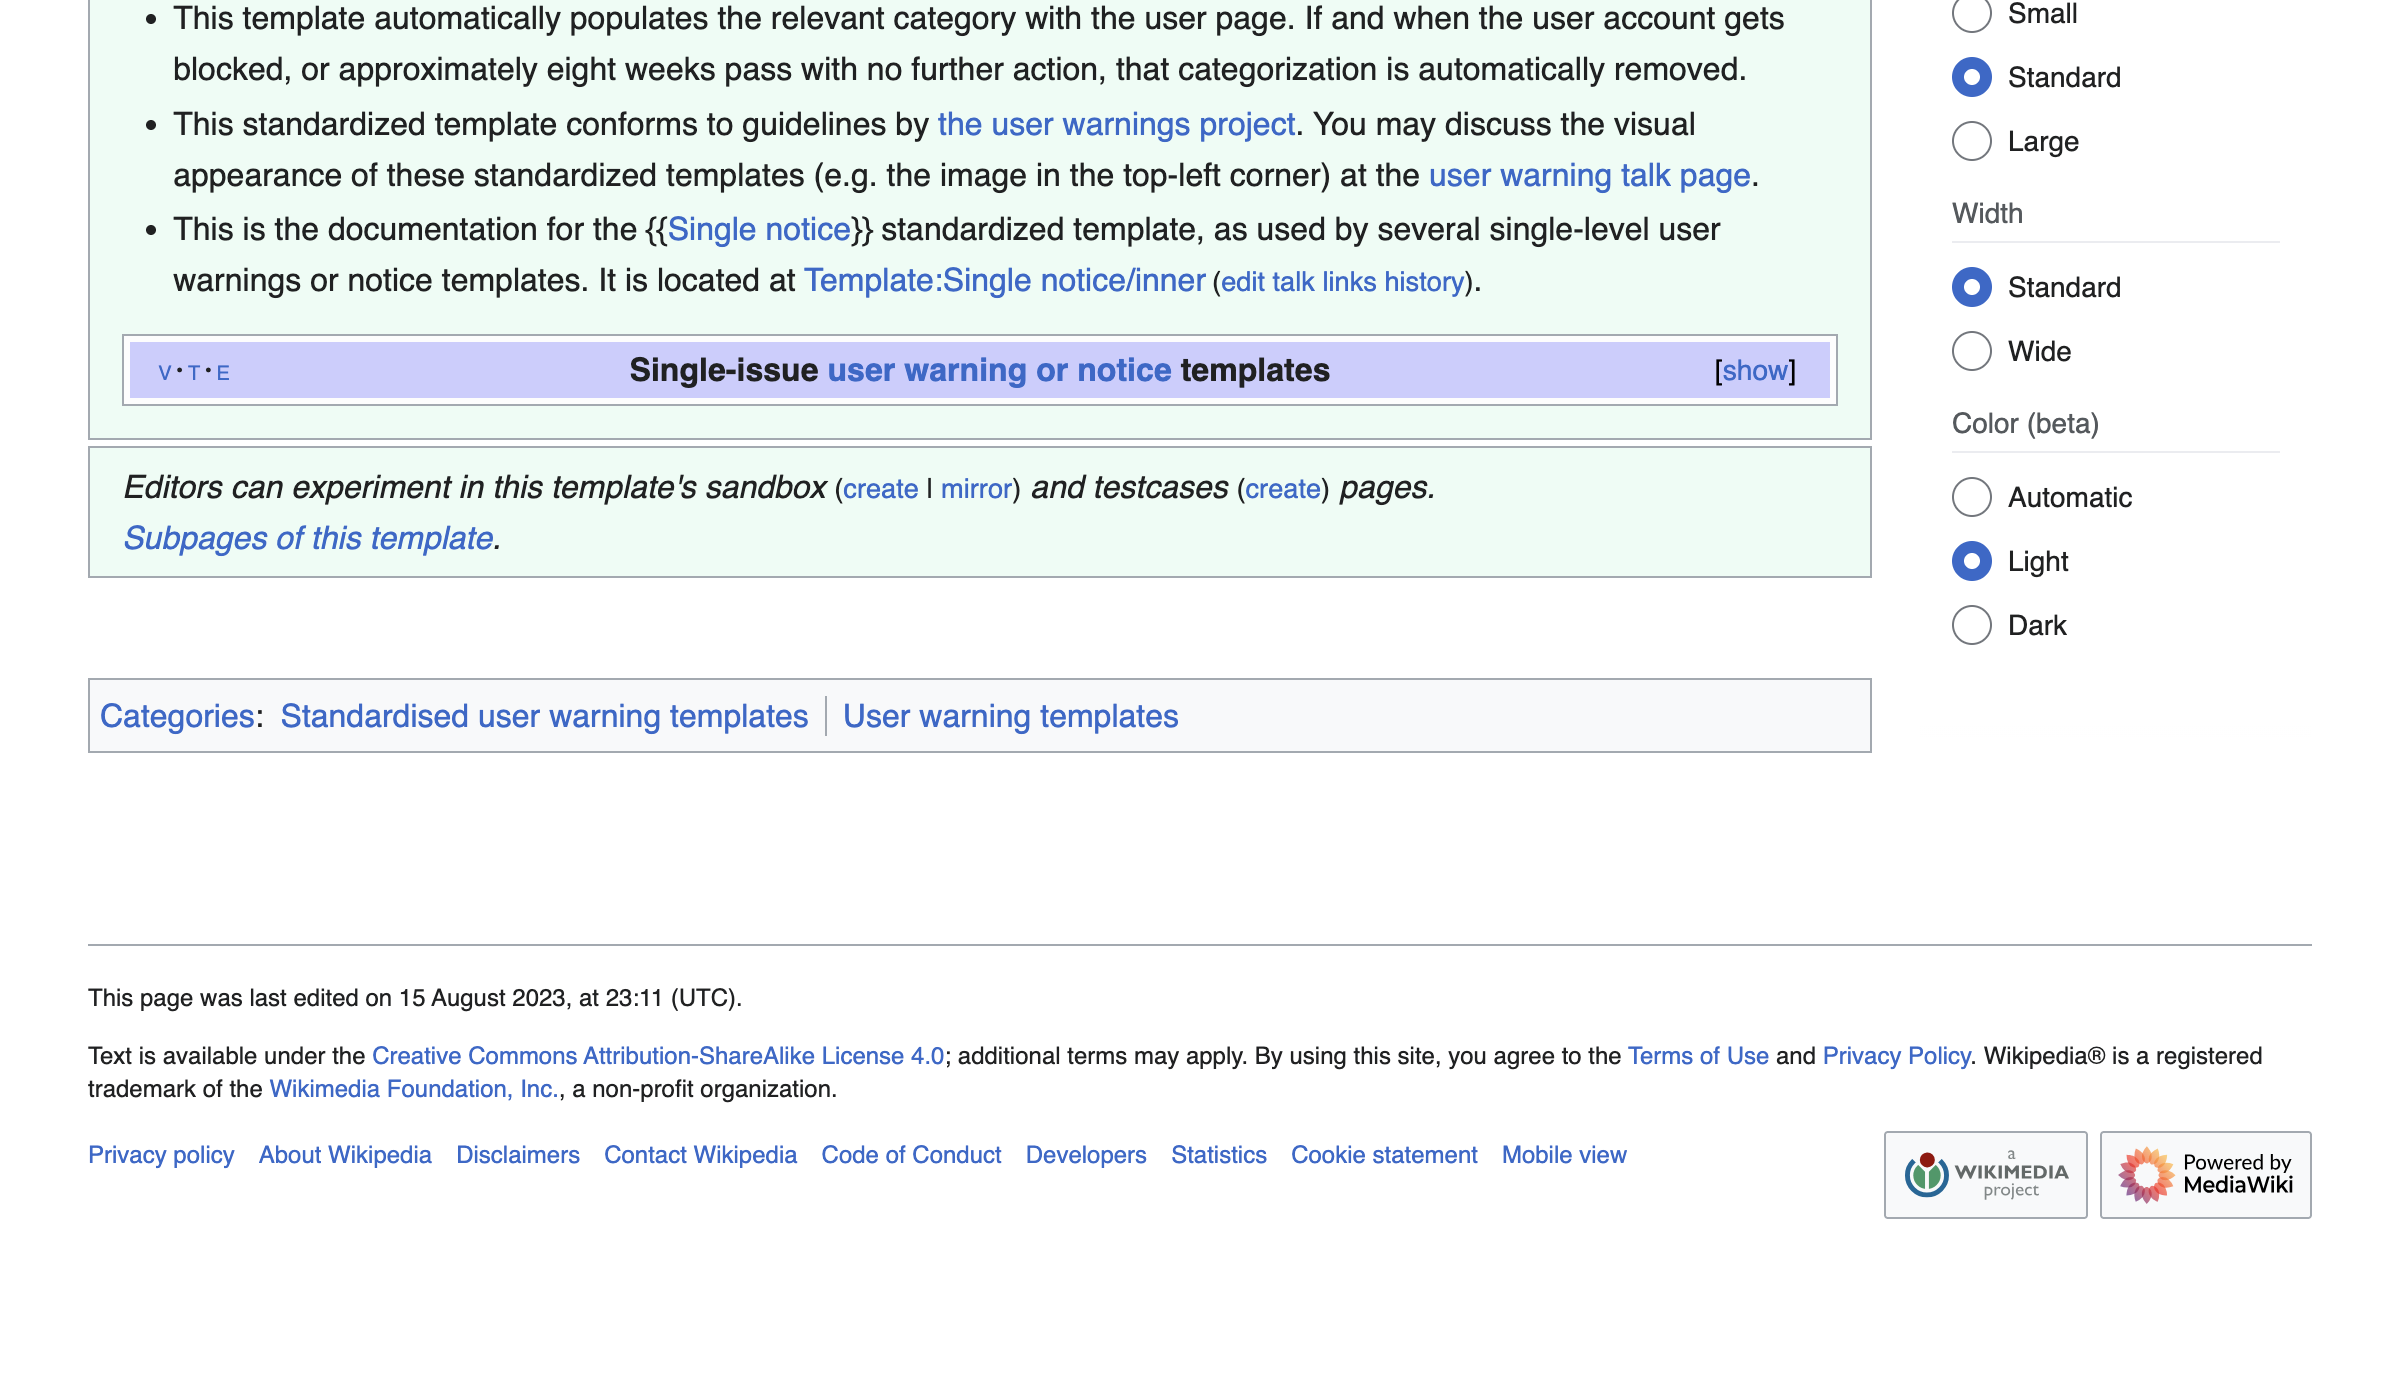 This template automatically populates the relevant category with the user page. If and when the user account gets
blocked, or approximately eight weeks pass with no further action, that categorization is automatically removed.
This standardized template conforms to guidelines by the user warnings project. You may discuss the visual
appearance of these standardized templates (e.g. the image in the top-left corner) at the user warning talk page.
This is the documentation for the {{Single notice}} standardized template, as used by several single-level user
warnings or notice templates. It is located at Template:Single notice/inner (edit talk links history).
V・T・E Single-issue user warning or notice templates [show]
Editors can experiment in this template's sandbox (create | mirror) and testcases (create) pages.
Subpages of this template.
Categories: Standardised user warning templates | User warning templates
Small
Standard
Large
Width
Standard
Wide
Color (beta)
Automatic
Light
Dark
This page was last edited on 15 August 2023, at 23:11 (UTC).
Text is available under the Creative Commons Attribution-ShareAlike License 4.0; additional terms may apply. By using this site, you agree to the Terms of Use and Privacy Policy. Wikipedia® is a registered
trademark of the Wikimedia Foundation, Inc., a non-profit organization.
Privacy policy About Wikipedia Disclaimers Contact Wikipedia Code of Conduct Developers Statistics Cookie statement Mobile view
a
WIKIMEDIA
project
Powered by
MediaWiki